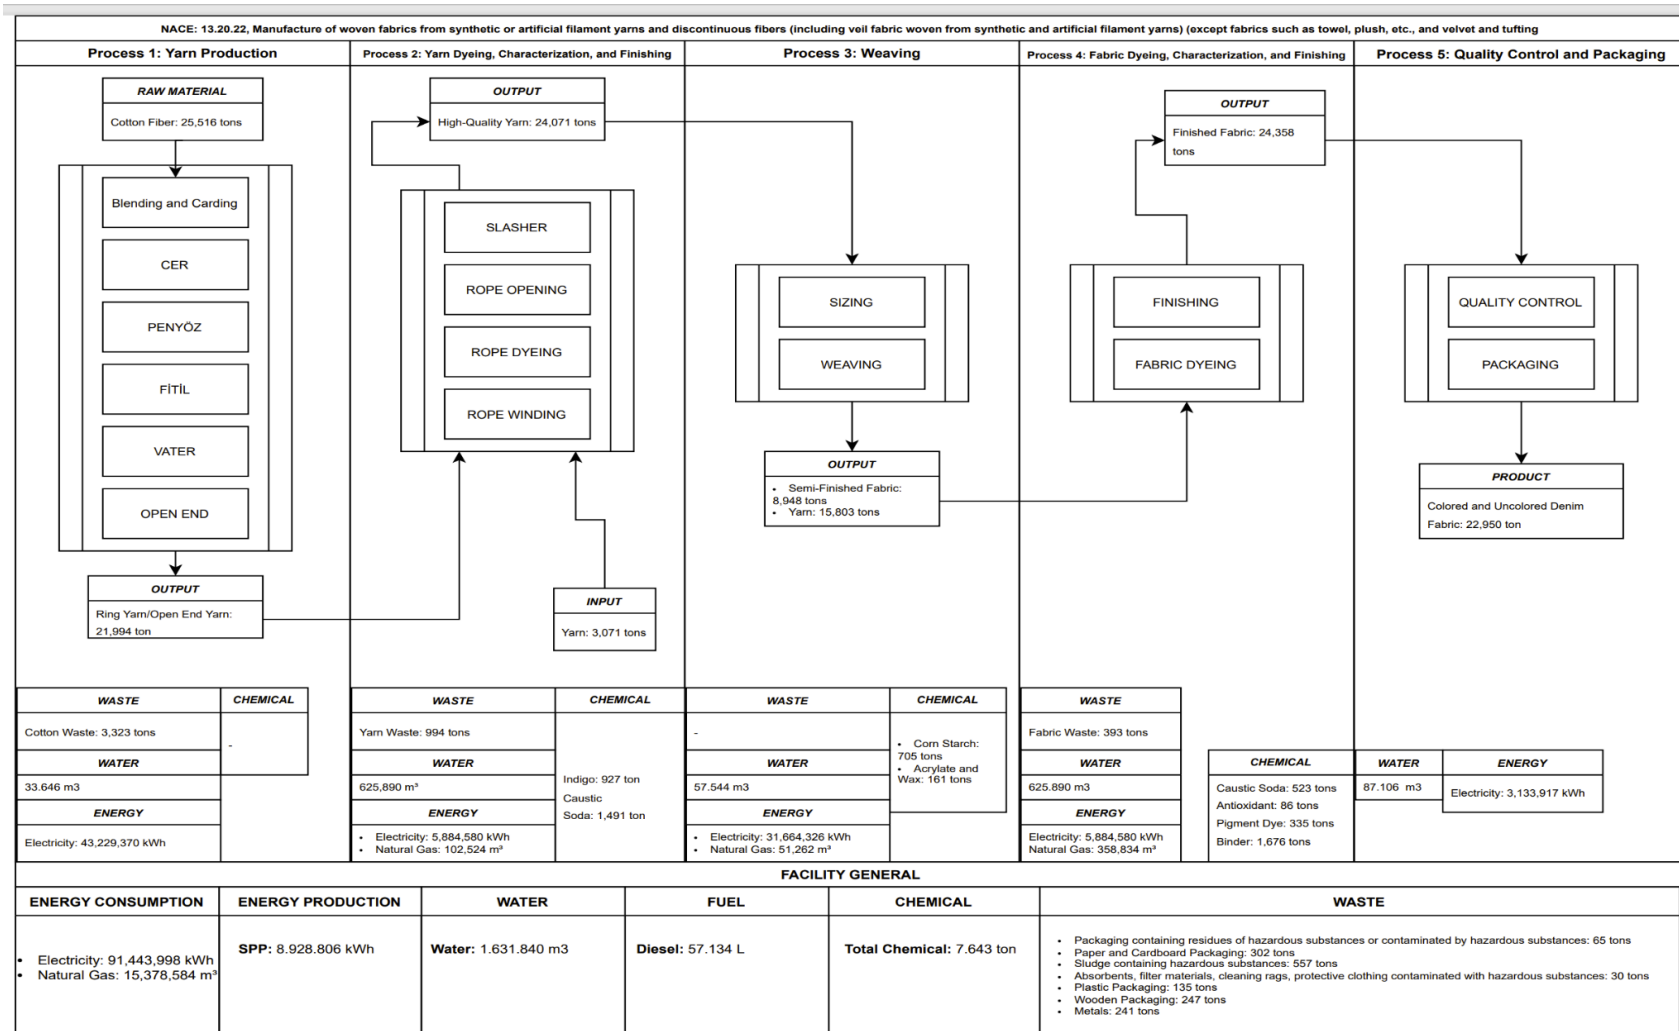 NACE: 13.20.22, Manufacture of woven fabrics from synthetic or artificial filament yarns and discontinuous fibers (including veil fabric woven from synthetic and artificial filament yarns) (except fabrics such as towel, plush, etc., and velvet and tufting
Process 1: Yarn Production
RAW MATERIAL
Cotton Fiber: 25,516 tons
Blending and Carding
CER
PENYÖZ
FİTİL
VATER
OPEN END
OUTPUT
Ring Yarn/Open End Yarn:
21,994 ton
WASTE
Cotton Waste: 3,323 tons
WATER
33.646 m3
ENERGY
Electricity: 43,229,370 kWh
CHEMICAL
-
Process 2: Yarn Dyeing, Characterization, and Finishing
OUTPUT
High-Quality Yarn: 24,071 tons
SLASHER
ROPE OPENING
ROPE DYEING
ROPE WINDING
INPUT
Yarn: 3,071 tons
WASTE
Yarn Waste: 994 tons
WATER
625,890 m³
ENERGY
• Electricity: 5,884,580 kWh
• Natural Gas: 102,524 m³
CHEMICAL
Indigo: 927 ton
Caustic
Soda: 1,491 ton
Process 3: Weaving
SIZING
WEAVING
OUTPUT
• Semi-Finished Fabric:
8,948 tons
• Yarn: 15,803 tons
WASTE
-
WATER
57.544 m3
ENERGY
• Electricity: 31,664,326 kWh
• Natural Gas: 51,262 m³
CHEMICAL
• Corn Starch:
705 tons
• Acrylate and
Wax: 161 tons
Process 4: Fabric Dyeing, Characterization, and Finishing
OUTPUT
Finished Fabric: 24,358
tons
FINISHING
FABRIC DYEING
WASTE
Fabric Waste: 393 tons
WATER
625.890 m3
ENERGY
Electricity: 5,884,580 kWh
Natural Gas: 358,834 m³
CHEMICAL
Caustic Soda: 523 tons
Antioxidant: 86 tons
Pigment Dye: 335 tons
Binder: 1,676 tons
Process 5: Quality Control and Packaging
QUALITY CONTROL
PACKAGING
PRODUCT
Colored and Uncolored Denim
Fabric: 22,950 ton
WATER
87.106 m3
ENERGY
Electricity: 3,133,917 kWh
FACILITY GENERAL
ENERGY CONSUMPTION
• Electricity: 91,443,998 kWh
• Natural Gas: 15,378,584 m³
ENERGY PRODUCTION
SPP: 8.928.806 kWh
WATER
Water: 1.631.840 m3
FUEL
Diesel: 57.134 L
CHEMICAL
Total Chemical: 7.643 ton
WASTE
• Packaging containing residues of hazardous substances or contaminated by hazardous substances: 65 tons
• Paper and Cardboard Packaging: 302 tons
• Sludge containing hazardous substances: 557 tons
• Absorbents, filter materials, cleaning rags, protective clothing contaminated with hazardous substances: 30 tons
• Plastic Packaging: 135 tons
• Wooden Packaging: 247 tons
• Metals: 241 tons